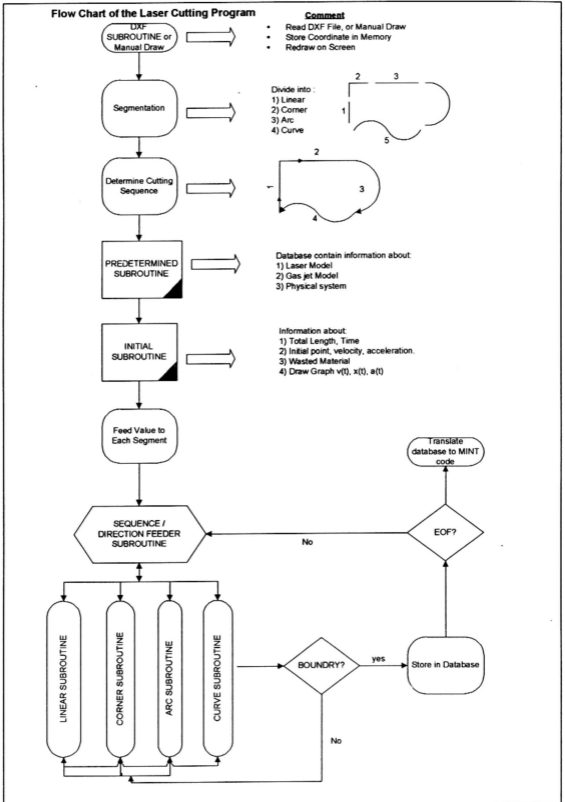 Flow Chart of the Laser Cutting Program
Comment
DXF
SUBROUTINE or
Manual Draw
• Read DXF File, or Manual Draw
• Store Coordinate in Memory
• Redraw on Screen
Segmentation
Divide into :
1) Linear
2) Corner
3) Arc
4) Curve
2
3
1
5
Determine Cutting
Sequence
2
1
3
4
PREDETERMINED
SUBROUTINE
Database contain information about
1) Laser Model
2) Gas jet Model
3) Physical system
INITIAL
SUBROUTINE
Information about:
1) Total Length, Time
2) Initial point, velocity, acceleration.
3) Wasted Material
4) Draw Graph v(t), x(t), a(t)
Feed Value to
Each Segment
Translate
database to MINT
code
SEQUENCE /
DIRECTION FEEDER
SUBROUTINE
No
EOF?
LINEAR SUBROUTINE
CORNER SUBROUTINE
ARC SUBROUTINE
CURVE SUBROUTINE
BOUNDRY?
yes
Store in Database
No